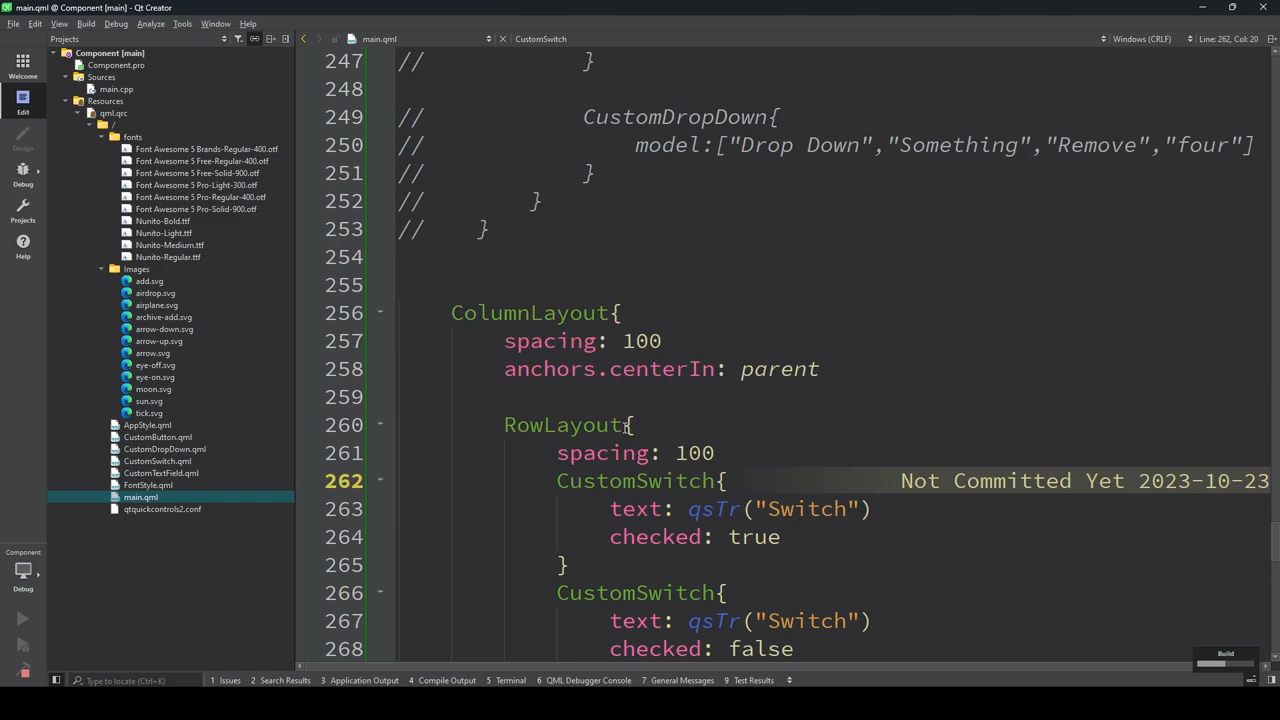 main.qml @ Component [main] - Qt Creator
File Edit View Build Debug Analyze Tools Window Help
Projects main.qml CustomSwitch Windows (CRLF) Line: 262, Col: 20
Welcome
Edit
Design
Debug
Projects
Help
Component
Debug
Component [main]
Component.pro
Sources
main.cpp
Resources
qml.qrc
/
fonts
Font Awesome 5 Brands-Regular-400.otf
Font Awesome 5 Free-Regular-400.otf
Font Awesome 5 Free-Solid-900.otf
Font Awesome 5 Pro-Light-300.otf
Font Awesome 5 Pro-Regular-400.otf
Font Awesome 5 Pro-Solid-900.otf
Nunito-Bold.ttf
Nunito-Light.ttf
Nunito-Medium.ttf
Nunito-Regular.ttf
Images
add.svg
airdrop.svg
airplane.svg
archive-add.svg
arrow-down.svg
arrow-up.svg
arrow.svg
eye-off.svg
eye-on.svg
moon.svg
sun.svg
tick.svg
AppStyle.qml
CustomButton.qml
CustomDropDown.qml
CustomSwitch.qml
CustomTextField.qml
FontStyle.qml
main.qml
qtquickcontrols2.conf
247 // }
248
249 // CustomDropDown{
250 // model:["Drop Down","Something","Remove","four"]
251 // }
252 // }
253 // }
254
255
256 ColumnLayout{
257 spacing: 100
258 anchors.centerIn: parent
259
260 RowLayout{
261 spacing: 100
262 CustomSwitch{ Not Committed Yet 2023-10-23
263 text: qsTr("Switch")
264 checked: true
265 }
266 CustomSwitch{
267 text: qsTr("Switch")
268 checked: false
Build
Type to locate (Ctrl+K) 1 Issues 2 Search Results 3 Application Output 4 Compile Output 5 Terminal 6 QML Debugger Console 7 General Messages 9 Test Results